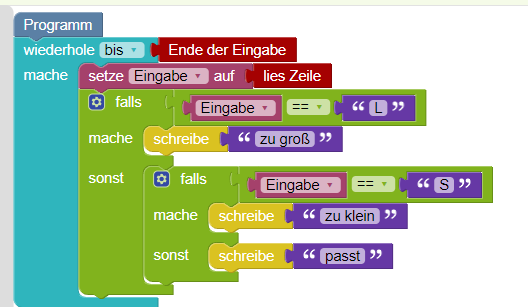 Programm
wiederhole bis Ende der Eingabe
mache setze Eingabe auf lies Zeile
falls Eingabe == “ L ”
mache schreibe “ zu groß ”
sonst falls Eingabe == “ S ”
mache schreibe “ zu klein ”
sonst schreibe “ passt ”